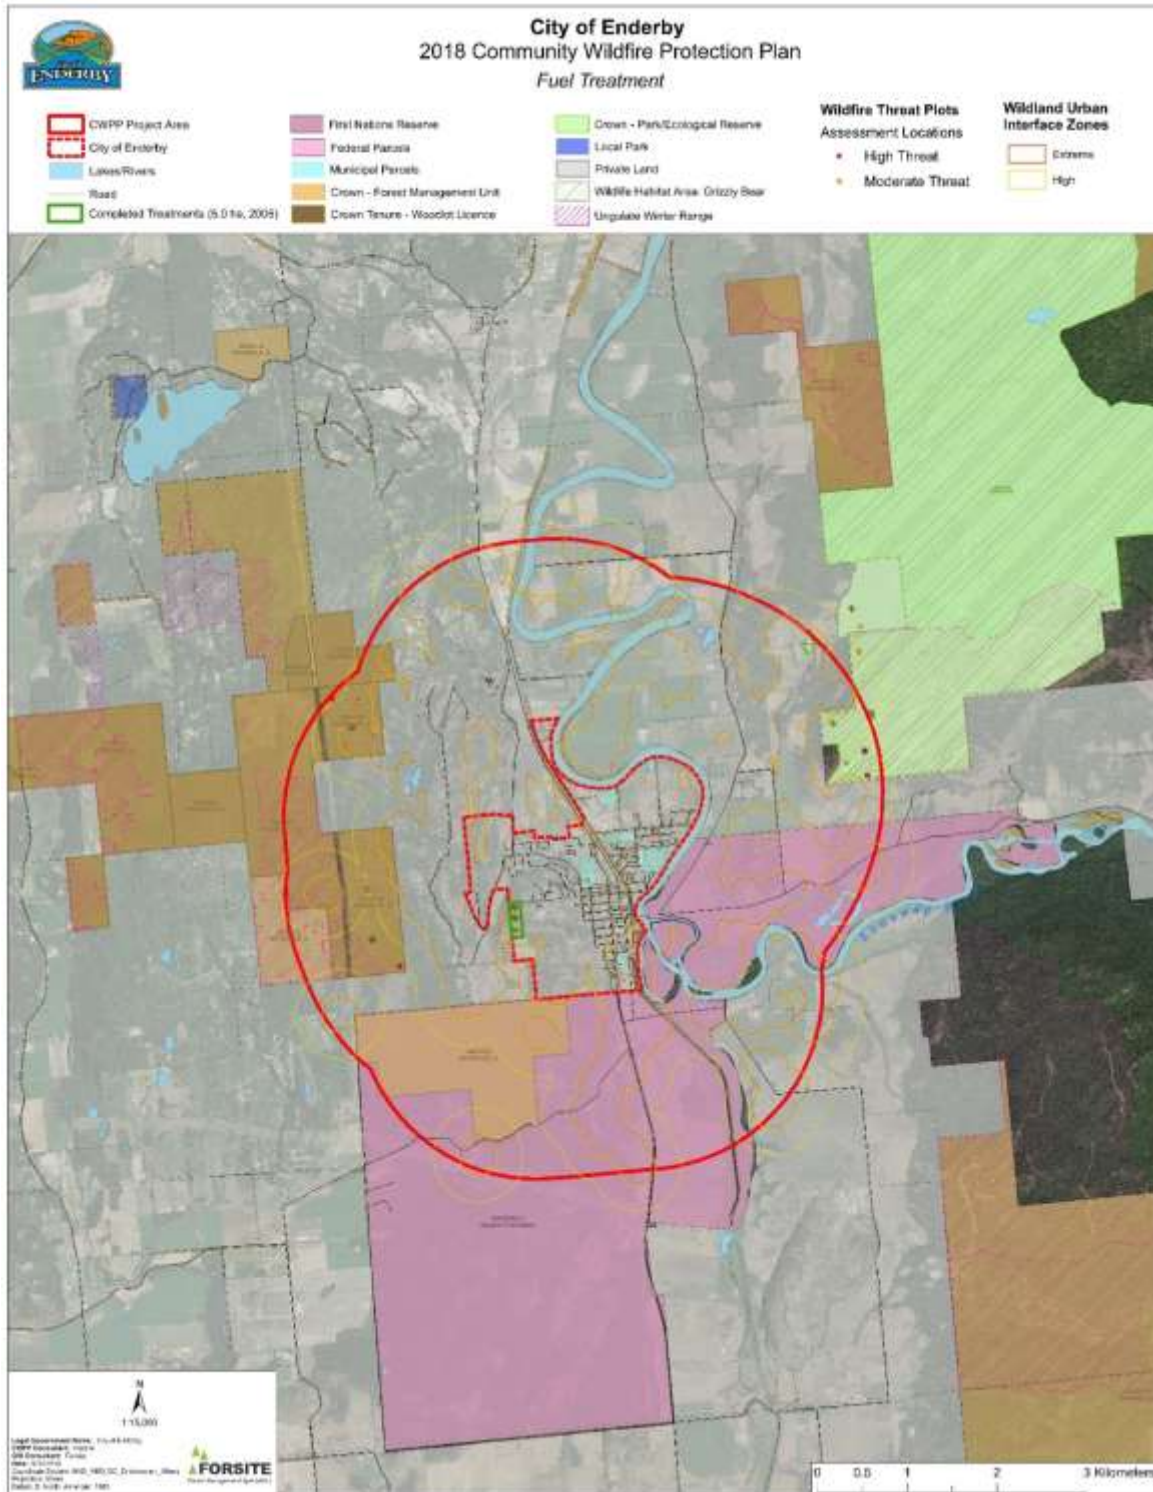 City of Enderby
2018 Community Wildfire Protection Plan
Fuel Treatment
ENDERBY
CWPP Project Area
City of Enderby
Lakes/Rivers
Road
Completed Treatments (5.0 ha, 2006)
First Nations Reserve
Federal Parcels
Municipal Parcels
Crown - Forest Management Unit
Crown Tenure - Woodlot Licence
Crown - Park/Ecological Reserve
Local Park
Private Land
Wildlife Habitat Area: Grizzly Bear
Ungulate Winter Range
Wildfire Threat Plots
Assessment Locations
High Threat
Moderate Threat
Wildland Urban
Interface Zones
Extreme
High
N
1:15,000
FORSITE
0 0.5 1 2 3 Kilometers